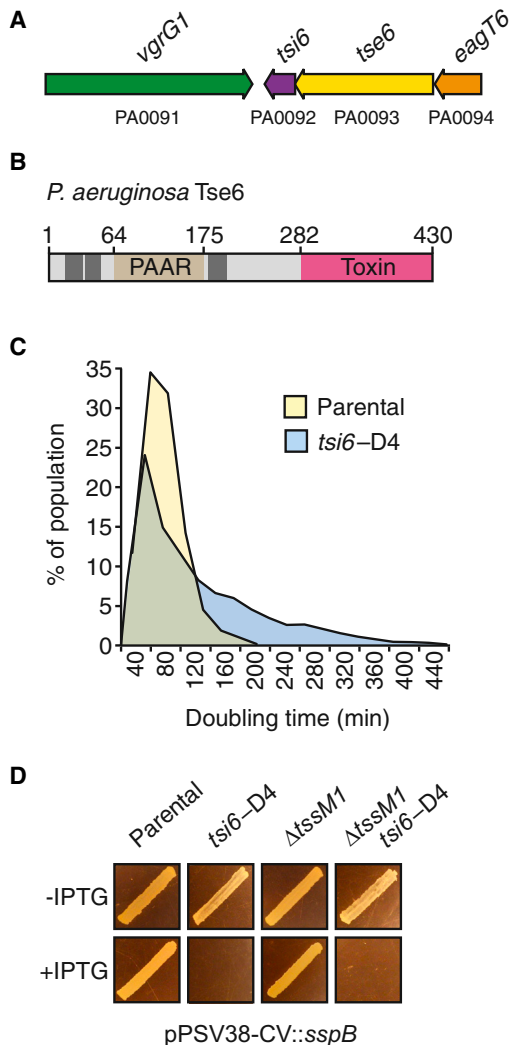 A
vgrG1 tsi6 tse6 eagT6
PA0091 PA0092 PA0093 PA0094
B
P. aeruginosa Tse6
1 64 175 282 430
PAAR Toxin
C
35
30
25
20
15
10
5
0
% of population
Parental
tsi6–D4
40 80 120 160 200 240 280 320 360 400 440
Doubling time (min)
D
Parental tsi6–D4 ΔtssM1 ΔtssM1 tsi6–D4
-IPTG
+IPTG
pPSV38-CV::sspB